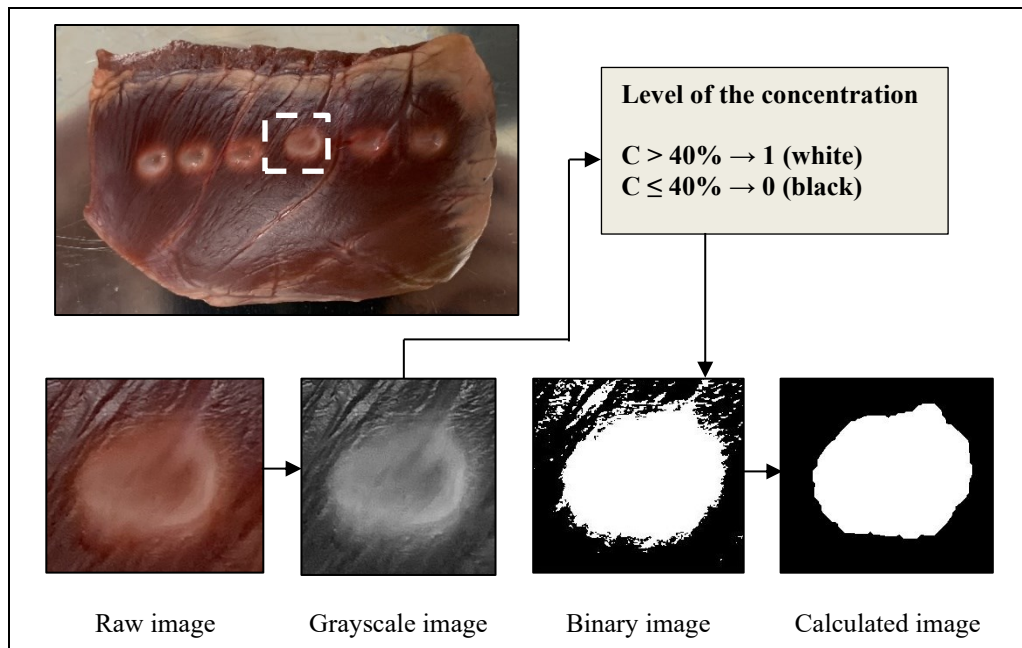 Level of the concentration
C > 40% → 1 (white)
C ≤ 40% → 0 (black)
Raw image
Grayscale image
Binary image
Calculated image